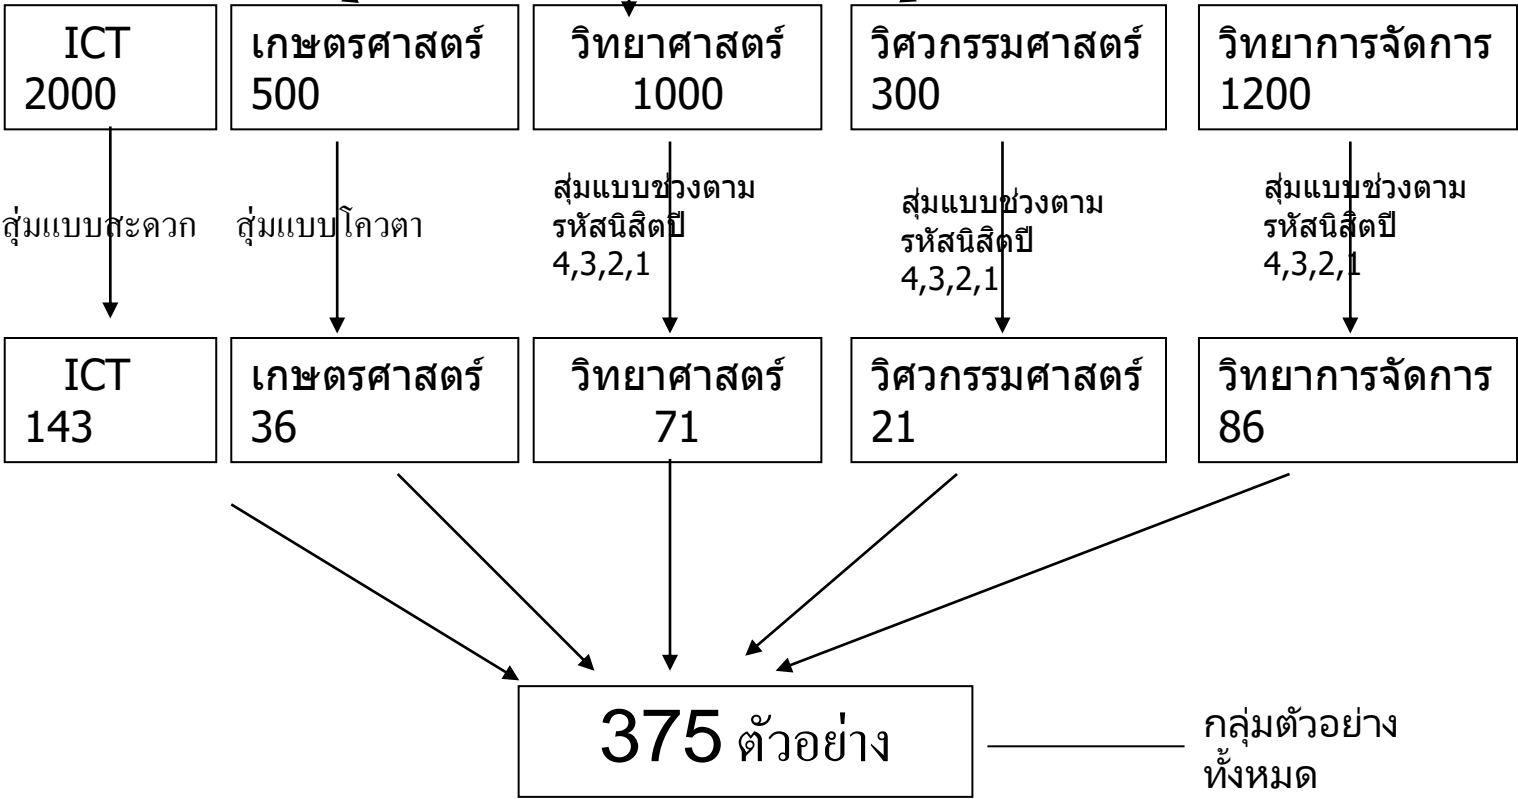 ICT
2000
เกษตรศาสตร์
500
วิทยาศาสตร์
1000
วิศวกรรมศาสตร์
300
วิทยาการจัดการ
1200
สุ่มแบบสะดวก
สุ่มแบบโควตา
สุ่มแบบช่วงตาม
รหัสนิสิตปี
4,3,2,1
สุ่มแบบช่วงตาม
รหัสนิสิตปี
4,3,2,1
สุ่มแบบช่วงตาม
รหัสนิสิตปี
4,3,2,1
ICT
143
เกษตรศาสตร์
36
วิทยาศาสตร์
71
วิศวกรรมศาสตร์
21
วิทยาการจัดการ
86
375 ตัวอย่าง
กลุ่มตัวอย่าง
ทั้งหมด